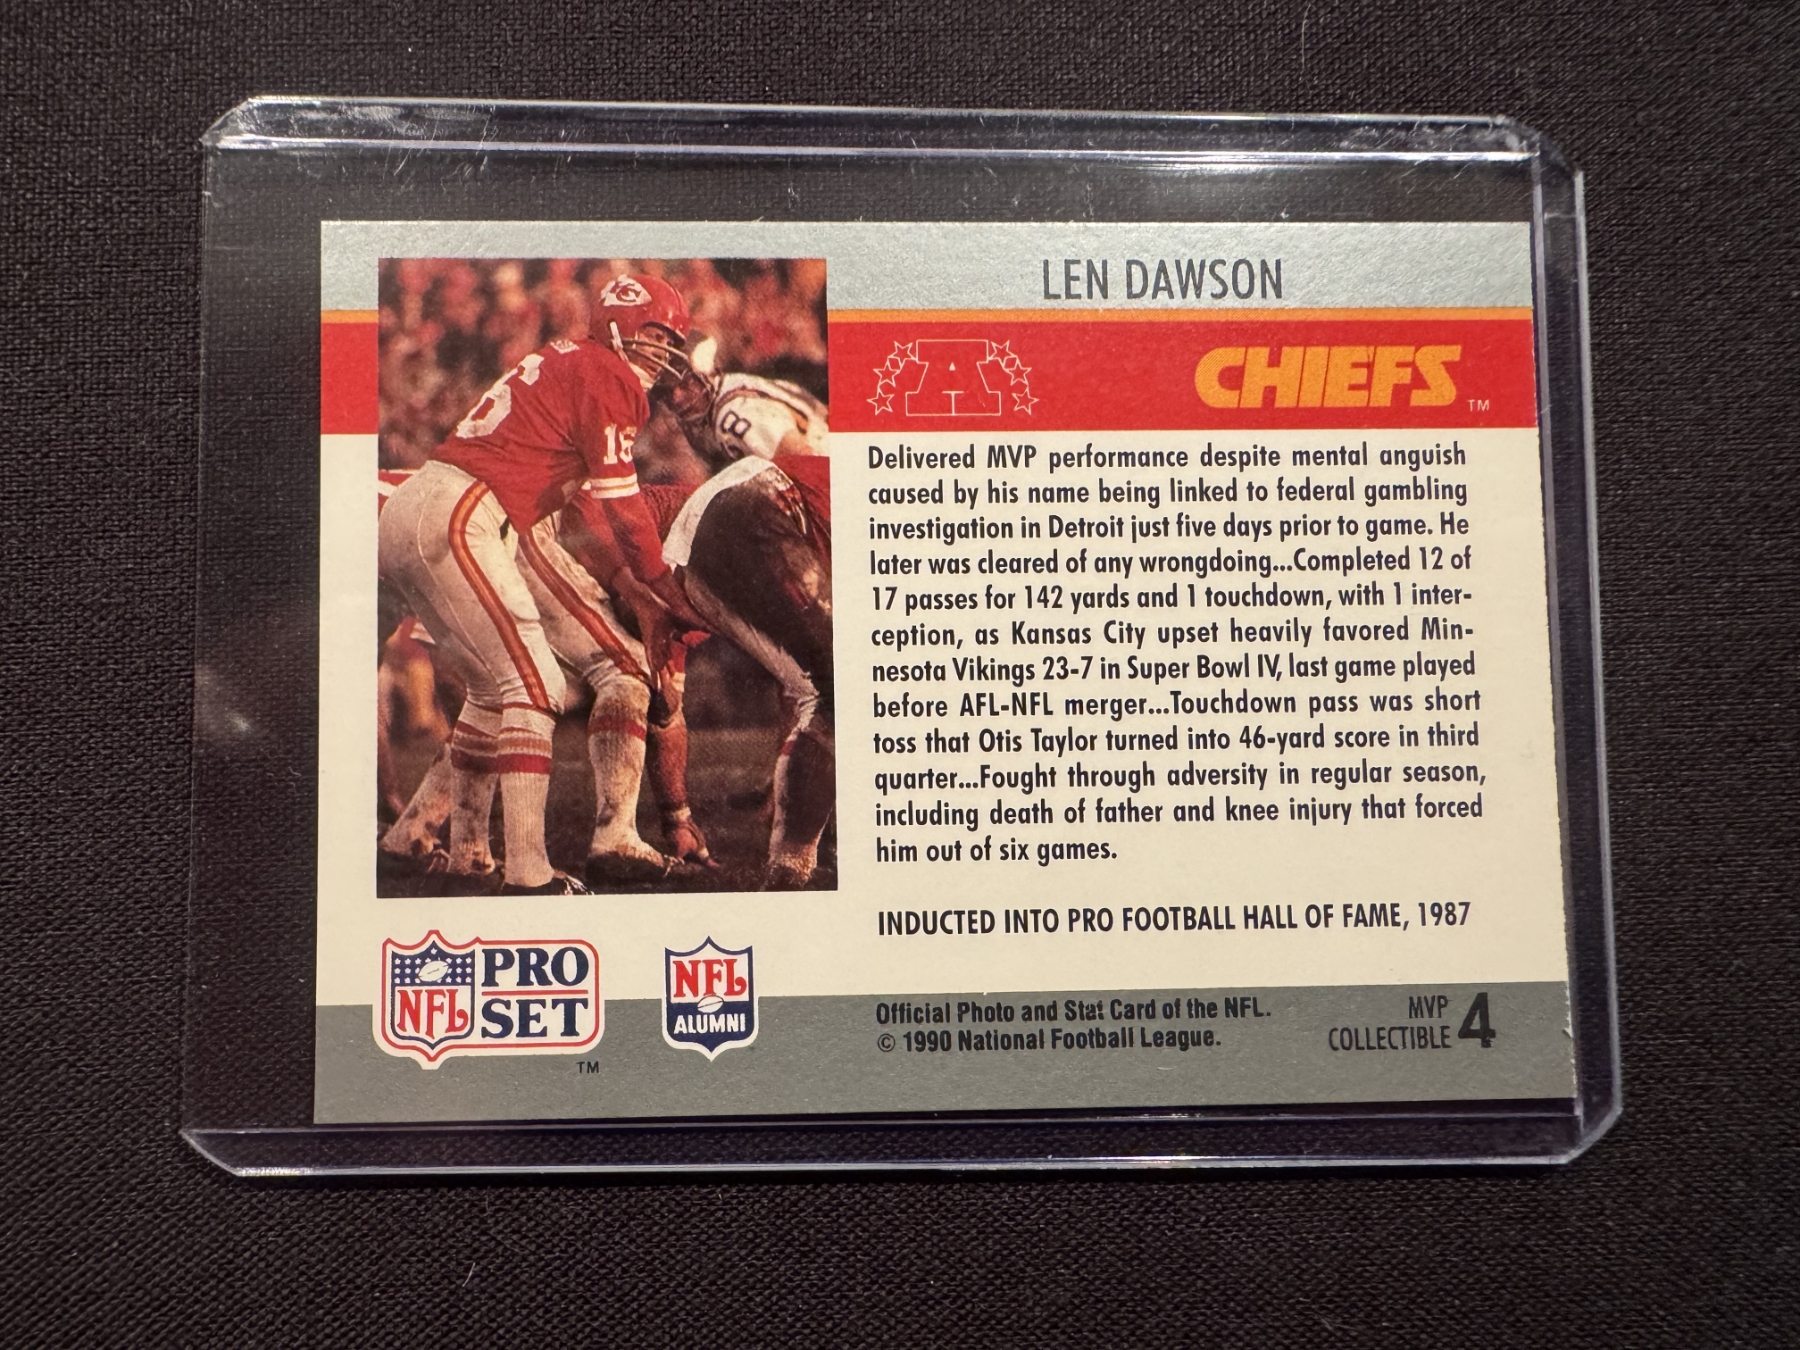 LEN DAWSON
A
CHIEFS
TM
KC
16
16
8
Delivered MVP performance despite mental anguish
caused by his name being linked to federal gambling
investigation in Detroit just five days prior to game. He
later was cleared of any wrongdoing...Completed 12 of
17 passes for 142 yards and 1 touchdown, with 1 inter-
ception, as Kansas City upset heavily favored Min-
nesota Vikings 23-7 in Super Bowl IV, last game played
before AFL-NFL merger...Touchdown pass was short
toss that Otis Taylor turned into 46-yard score in third
quarter...Fought through adversity in regular season,
including death of father and knee injury that forced
him out of six games.
INDUCTED INTO PRO FOOTBALL HALL OF FAME, 1987
NFL
PRO
SET
TM
NFL
ALUMNI
Official Photo and Stat Card of the NFL.
© 1990 National Football League.
MVP
COLLECTIBLE 4